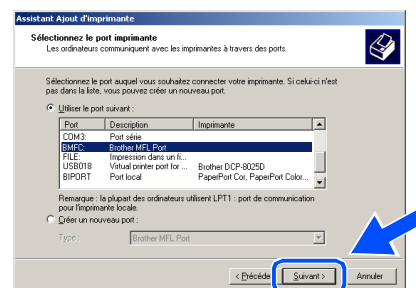 Assistant Ajout d'imprimante
Sélectionnez le port imprimante
Les ordinateurs communiquent avec les imprimantes à travers des ports.
Sélectionnez le port auquel vous souhaitez connecter votre imprimante. Si celui-ci n'est
pas dans la liste, vous pouvez créer un nouveau port.
Utiliser le port suivant :
Port Description Imprimante
COM3: Port série
BMFC: Brother MFL Port
FILE: Impression dans un fi...
USB018 Virtual printer port for ... Brother DCP-8025D
BIPORT Port local PaperPort Cor, PaperPort Color...
Remarque : la plupart des ordinateurs utilisent LPT1 : port de communication
pour l'imprimante locale.
Créer un nouveau port :
Type : Brother MFL Port
< Précéde Suivant > Annuler